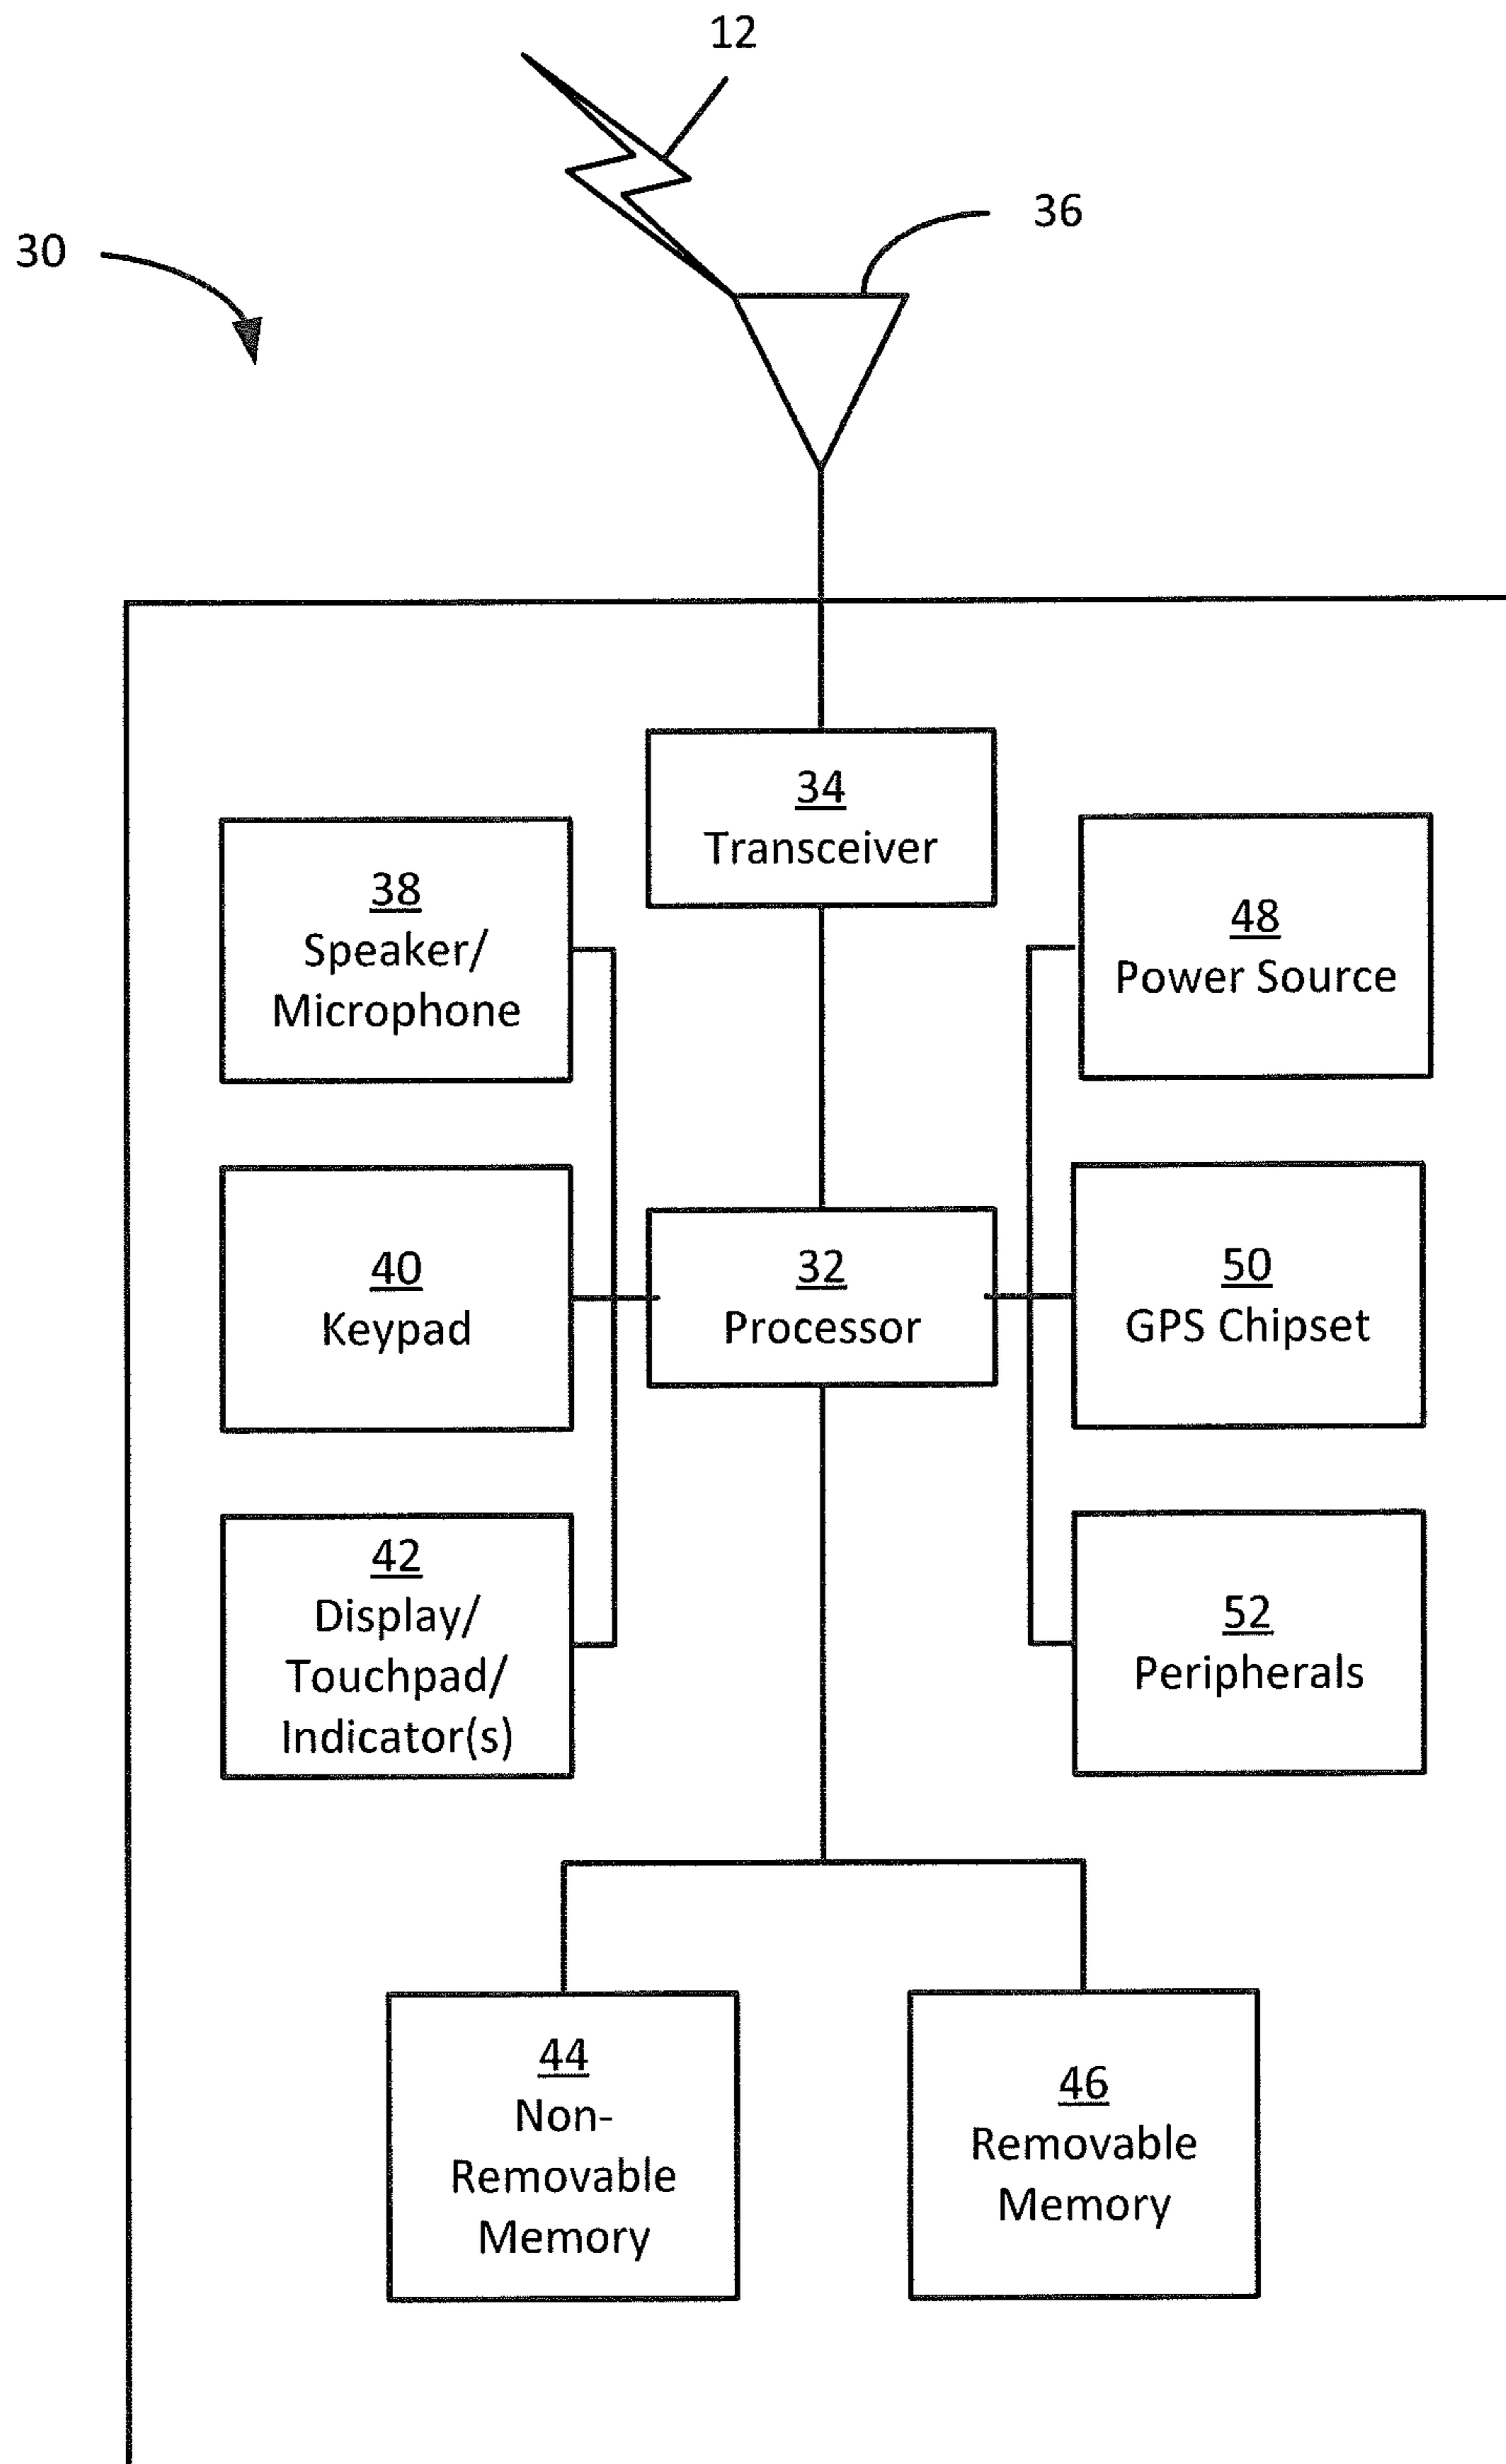 12
36
30
34
Transceiver
38
Speaker/
Microphone
48
Power Source
40
Keypad
32
Processor
50
GPS Chipset
42
Display/
Touchpad/
Indicator(s)
52
Peripherals
44
Non-
Removable
Memory
46
Removable
Memory